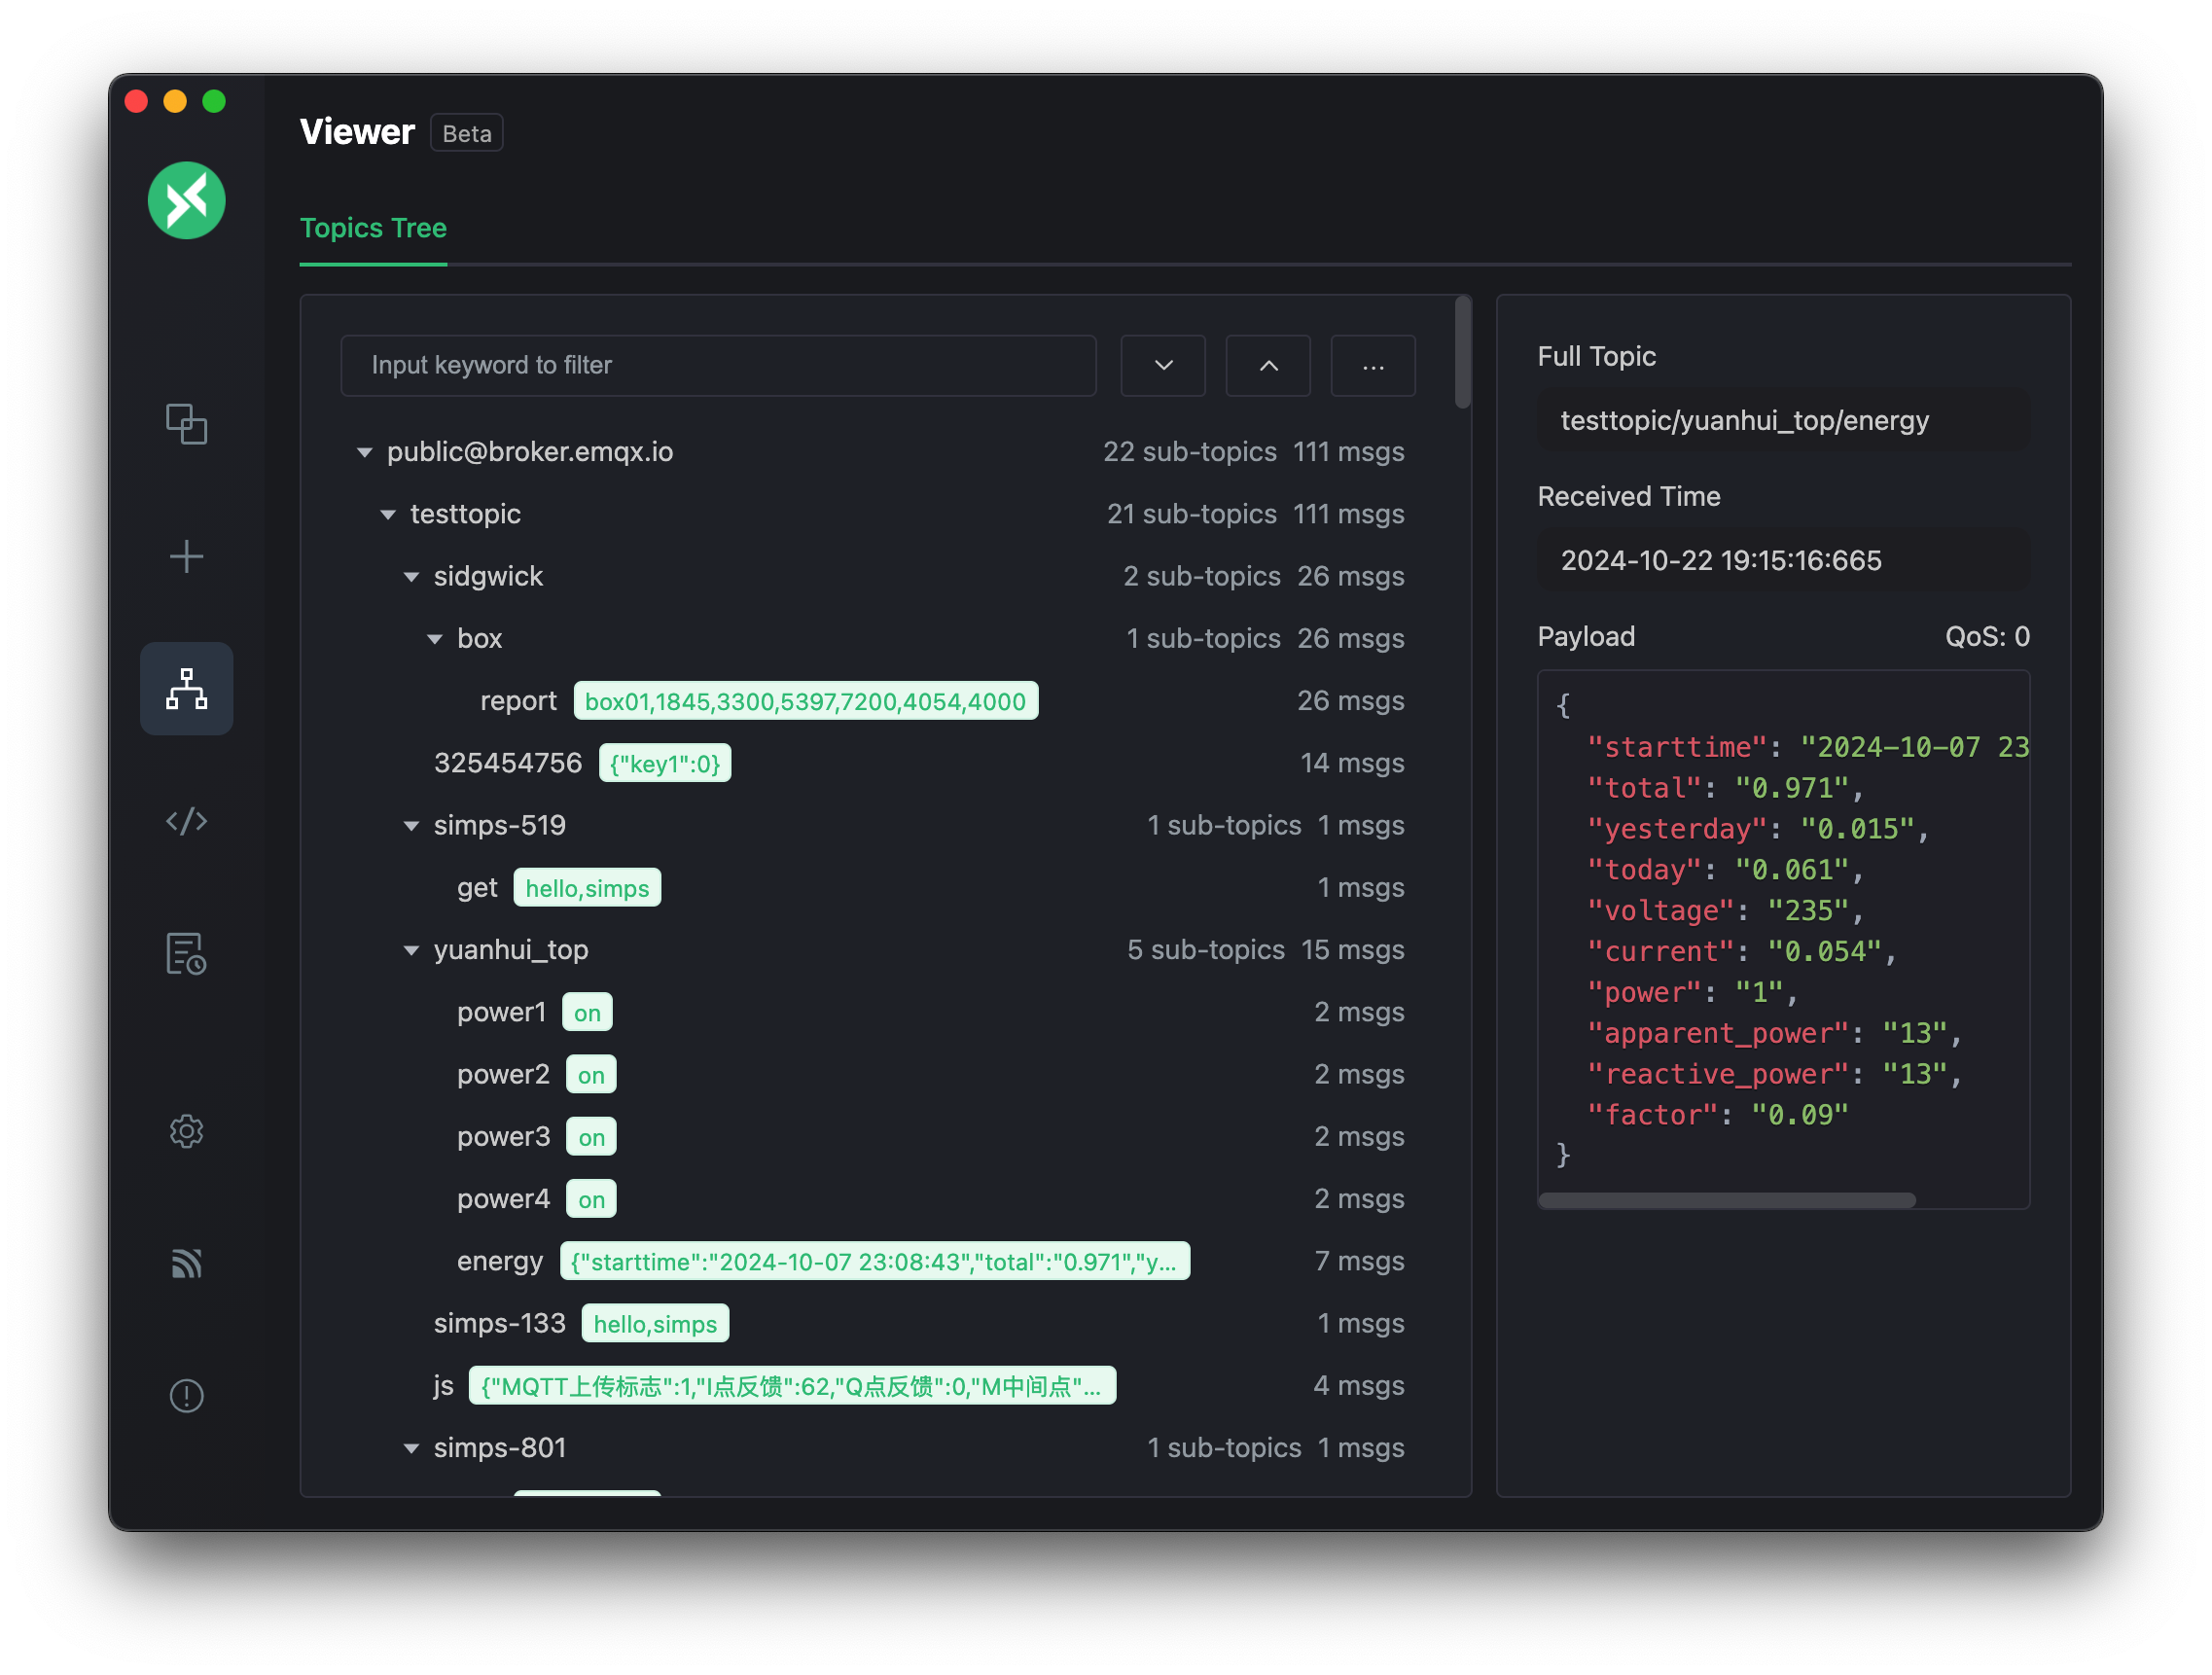 Viewer Beta
Topics Tree
Input keyword to filter
...
public@broker.emqx.io 22 sub-topics 111 msgs
testtopic 21 sub-topics 111 msgs
sidgwick 2 sub-topics 26 msgs
box 1 sub-topics 26 msgs
report box01,1845,3300,5397,7200,4054,4000 26 msgs
325454756 {"key1":0} 14 msgs
simps-519 1 sub-topics 1 msgs
get hello,simps 1 msgs
yuanhui_top 5 sub-topics 15 msgs
power1 on 2 msgs
power2 on 2 msgs
power3 on 2 msgs
power4 on 2 msgs
energy {"starttime":"2024-10-07 23:08:43","total":"0.971","y... 7 msgs
simps-133 hello,simps 1 msgs
js {"MQTT上传标志":1,"I点反馈":62,"Q点反馈":0,"M中间点"... 4 msgs
simps-801 1 sub-topics 1 msgs
Full Topic
testtopic/yuanhui_top/energy
Received Time
2024-10-22 19:15:16:665
Payload QoS: 0
{
"starttime": "2024-10-07 23
"total": "0.971",
"yesterday": "0.015",
"today": "0.061",
"voltage": "235",
"current": "0.054",
"power": "1",
"apparent_power": "13",
"reactive_power": "13",
"factor": "0.09"
}